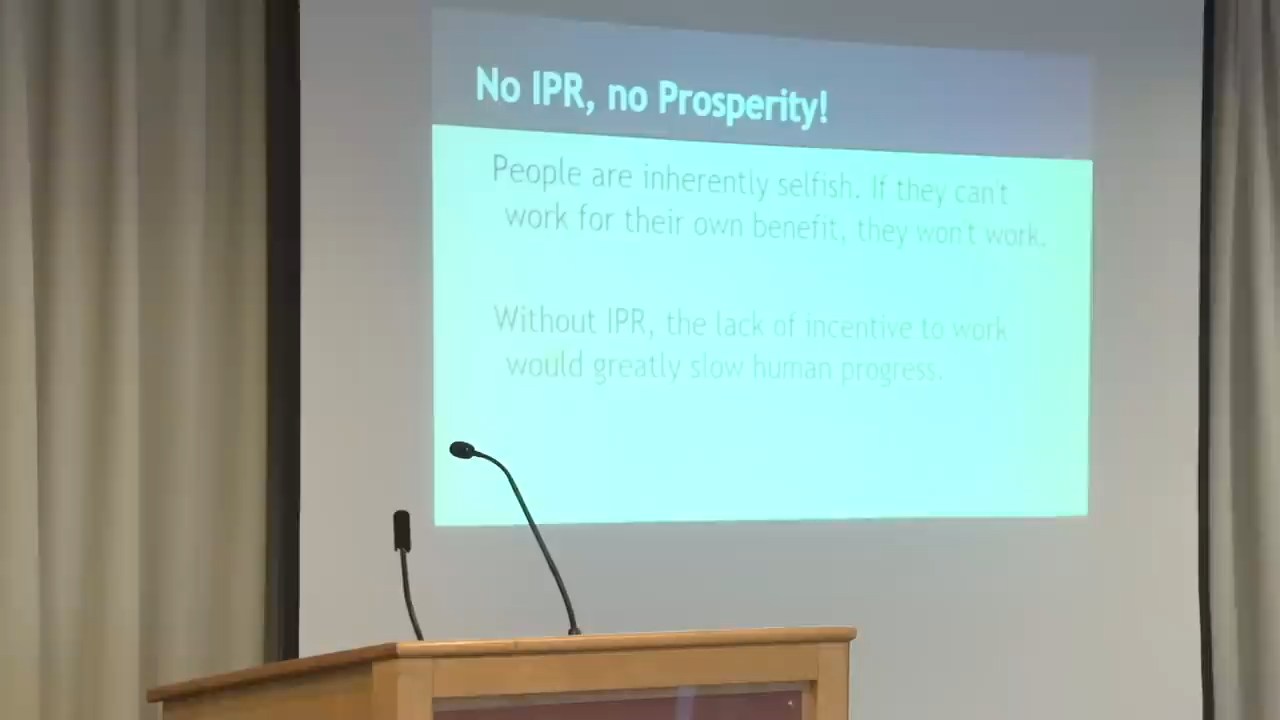 No IPR, no Prosperity!
People are inherently selfish. If they can't
work for their own benefit, they won't work.
Without IPR, the lack of incentive to work
would greatly slow human progress.